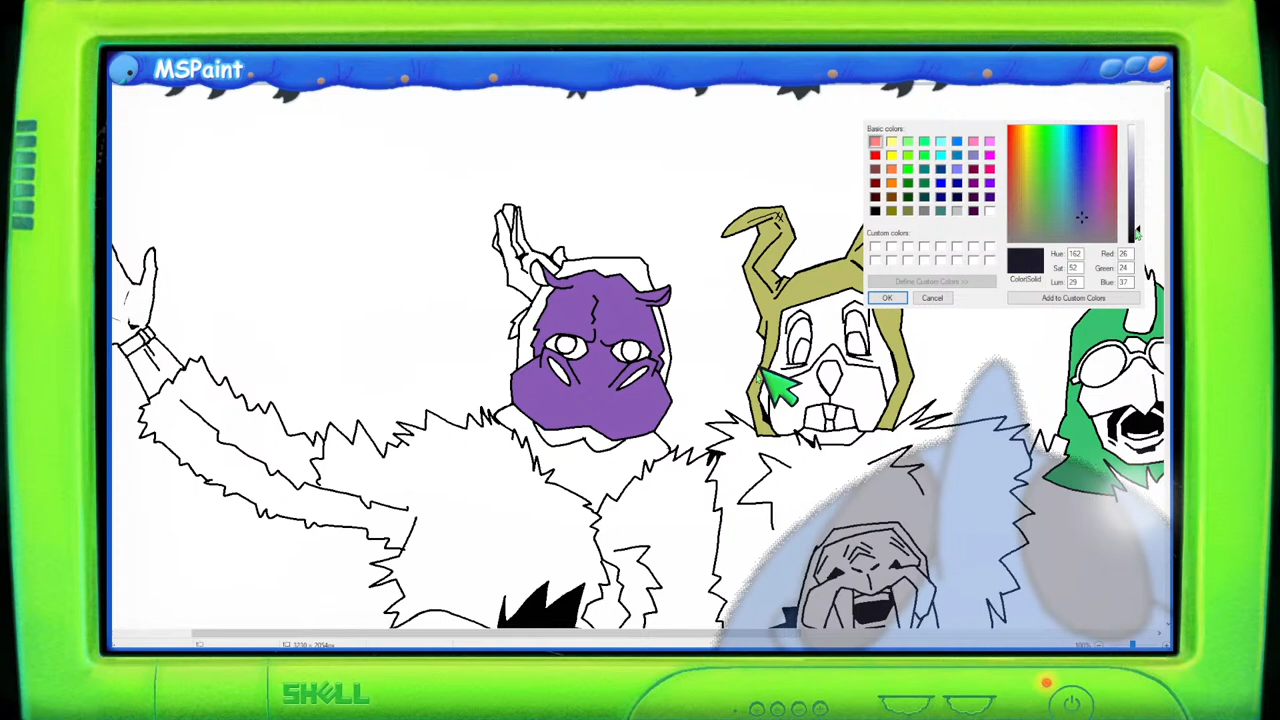 MSPaint
Basic colors:
Custom colors:
Define Custom Colors >>
OK
Cancel
Hue: 162
Sat: 52
Lum: 29
Red: 26
Green: 24
Blue: 37
Color|Solid
Add to Custom Colors
100%
SHELL